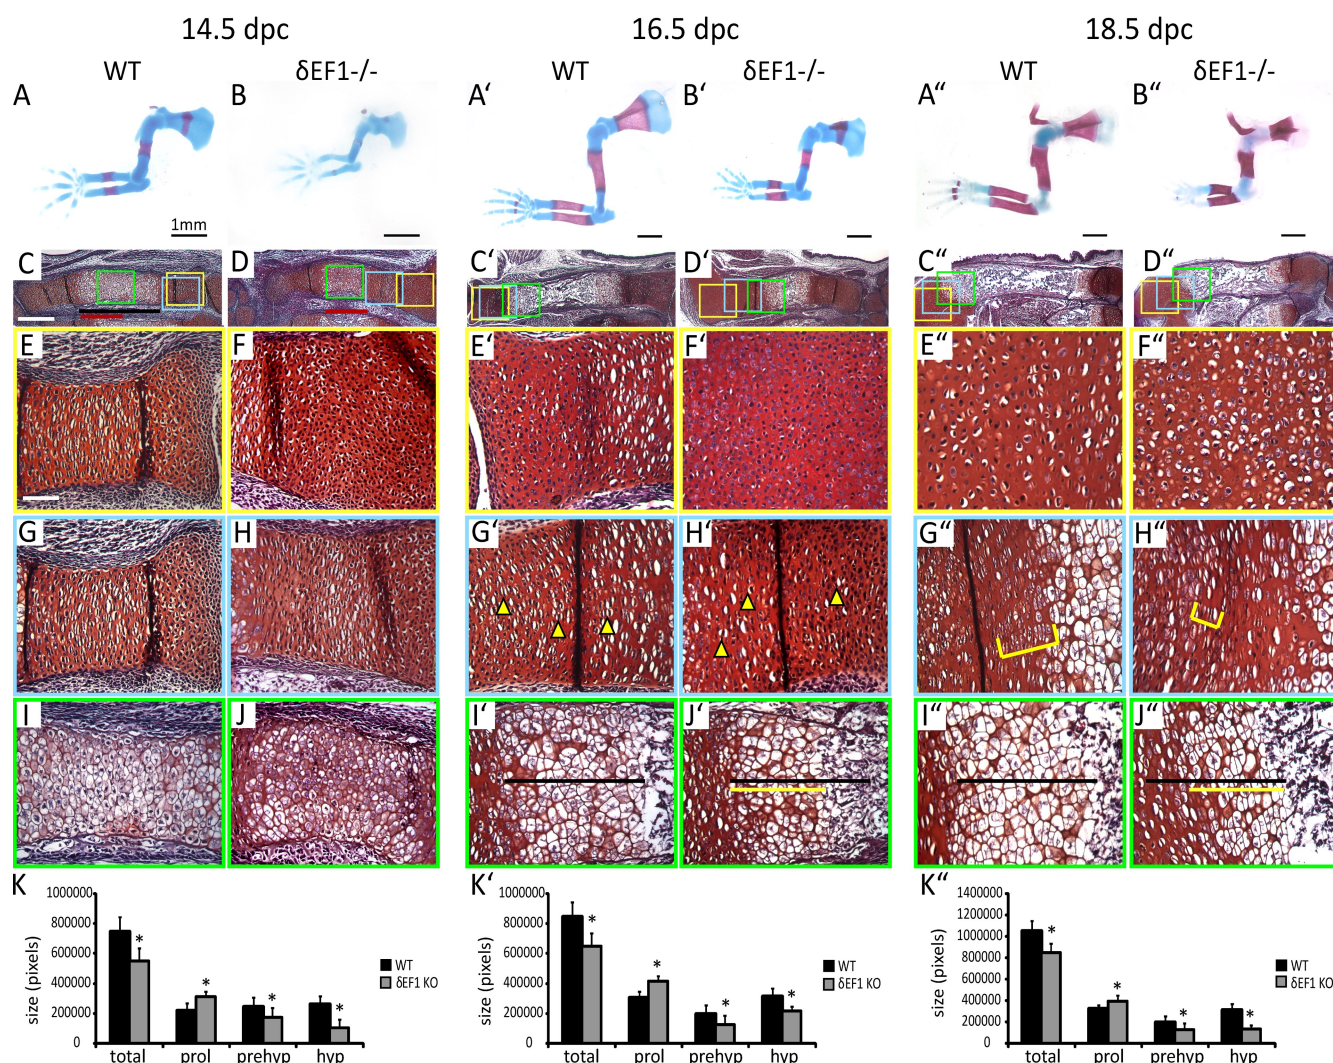 14.5 dpc 16.5 dpc 18.5 dpc
WT δEF1-/- WT δEF1-/- WT δEF1-/-
A B A‘ B‘ A“ B“
1mm
C D C‘ D‘ C“ D“
E F E‘ F‘ E“ F“
G H G‘ H‘ G“ H“
I J I‘ J‘ I“ J“
K
size (pixels)
1000000
800000
600000
400000
200000
0
* * * *
total prol prehyp hyp
WT
δEF1 KO
K‘
size (pixels)
1000000
800000
600000
400000
200000
0
* * * *
total prol prehyp hyp
WT
δEF1 KO
K“
size (pixels)
1400000
1200000
1000000
800000
600000
400000
200000
0
* * * *
total prol prehyp hyp
WT
δEF1 KO